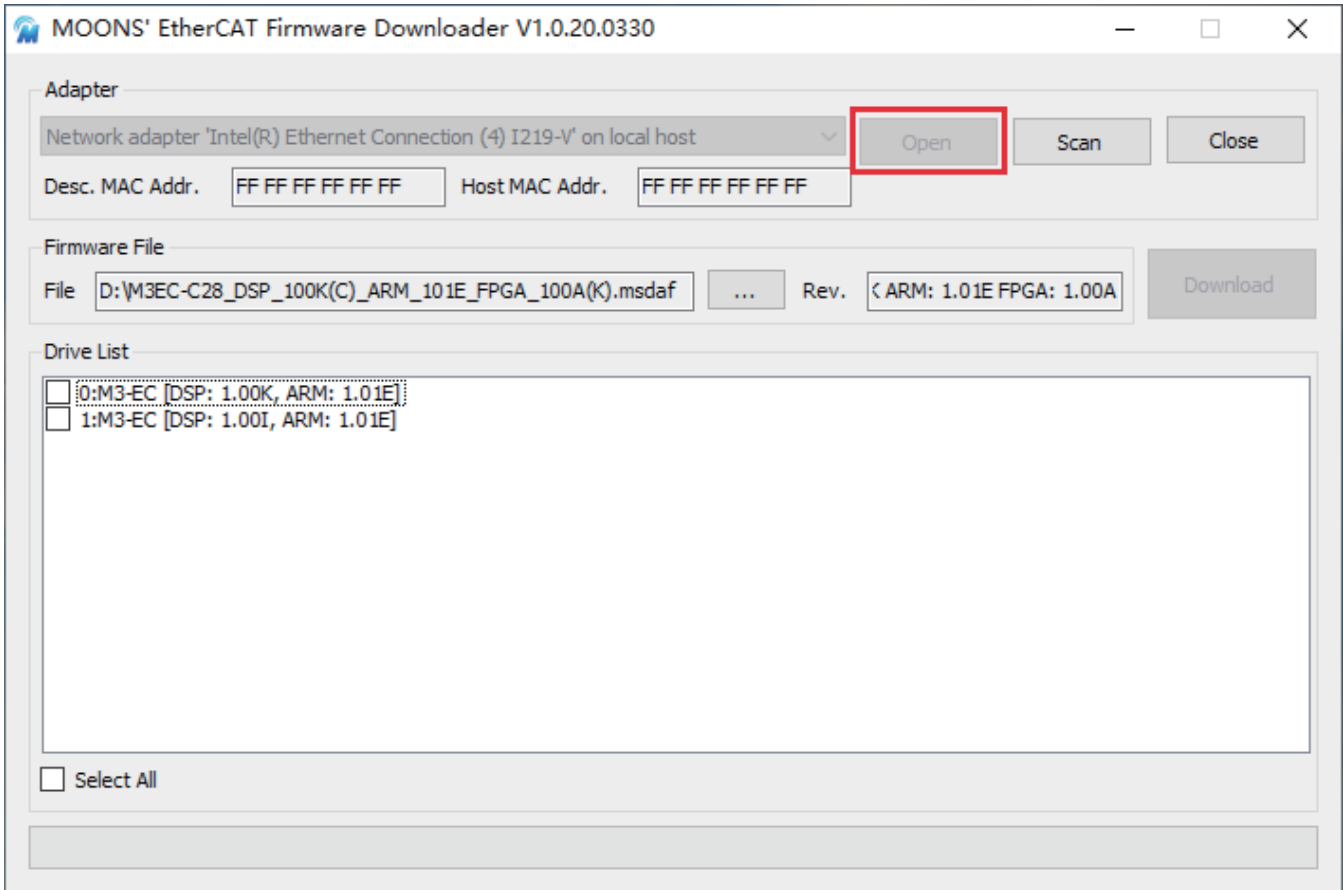 MOONS' EtherCAT Firmware Downloader V1.0.20.0330
Adapter
Network adapter 'Intel(R) Ethernet Connection (4) I219-V' on local host
Open
Scan
Close
Desc. MAC Addr.
FF FF FF FF FF FF
Host MAC Addr.
FF FF FF FF FF FF
Firmware File
File
D:\M3EC-C28_DSP_100K(C)_ARM_101E_FPGA_100A(K).msdaf
...
Rev.
ARM: 1.01E FPGA: 1.00A
Download
Drive List
0:M3-EC [DSP: 1.00K, ARM: 1.01E]
1:M3-EC [DSP: 1.00I, ARM: 1.01E]
Select All